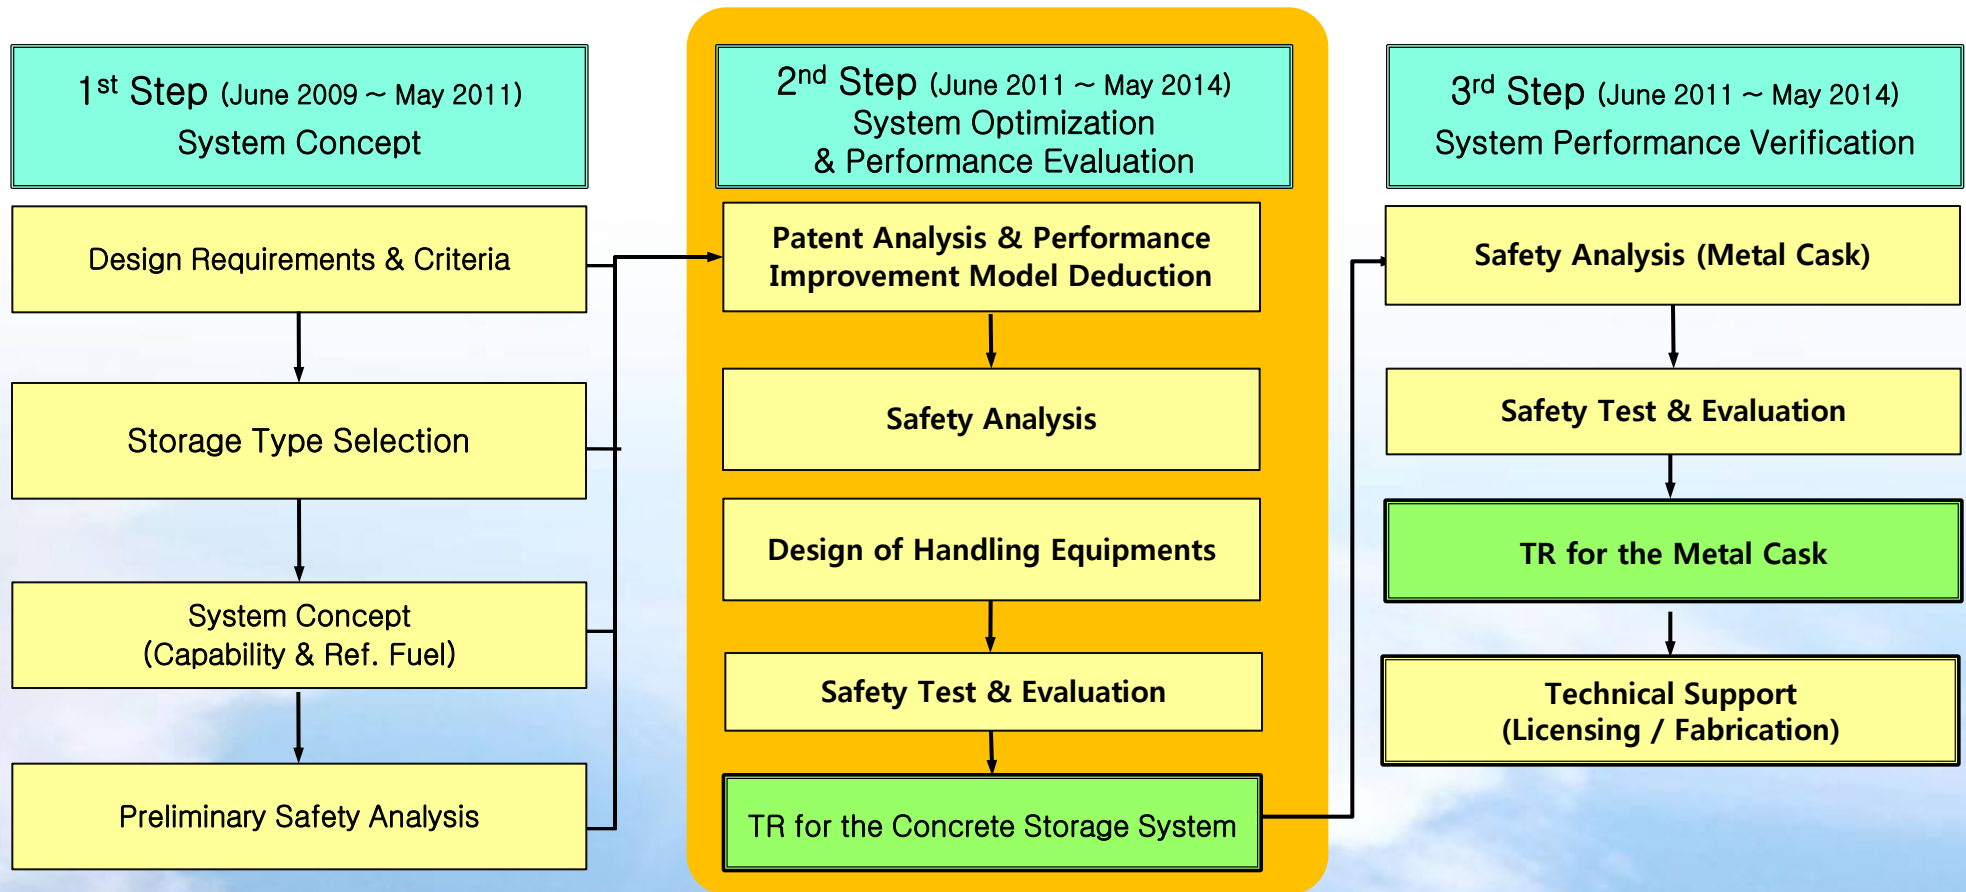 1st Step (June 2009 ~ May 2011)
System Concept
Design Requirements & Criteria
Storage Type Selection
System Concept
(Capability & Ref. Fuel)
Preliminary Safety Analysis
2nd Step (June 2011 ~ May 2014)
System Optimization
& Performance Evaluation
Patent Analysis & Performance
Improvement Model Deduction
Safety Analysis
Design of Handling Equipments
Safety Test & Evaluation
TR for the Concrete Storage System
3rd Step (June 2011 ~ May 2014)
System Performance Verification
Safety Analysis (Metal Cask)
Safety Test & Evaluation
TR for the Metal Cask
Technical Support
(Licensing / Fabrication)